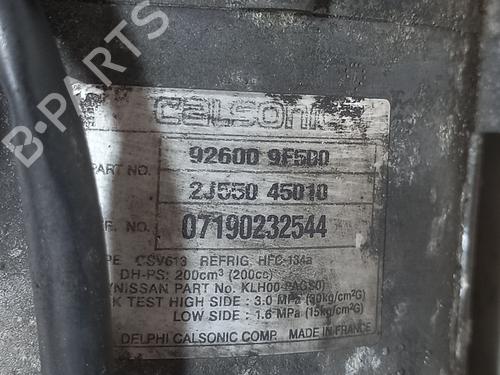 B-PARTS
CALSONIC
PART NO. 92600 9F500
2J550 45010
NO. 07190232544
CSV613 REFRIG. HFC-134a
DH-PS: 200cm³ (200cc)
(NISSAN PART No. KLH00-PAGS0)
TEST HIGH SIDE : 3.0 MPa (30kg/cm²G)
LOW SIDE : 1.6 MPa (15kg/cm²G)
DELPHI CALSONIC COMP. MADE IN FRANCE